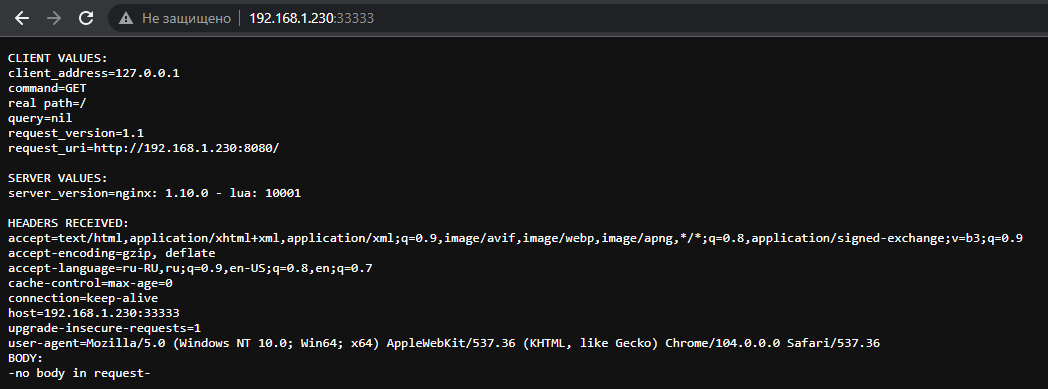 Не защищено 192.168.1.230:33333
CLIENT VALUES:
client_address=127.0.0.1
command=GET
real path=/
query=nil
request_version=1.1
request_uri=http://192.168.1.230:8080/
SERVER VALUES:
server_version=nginx: 1.10.0 - lua: 10001
HEADERS RECEIVED:
accept=text/html,application/xhtml+xml,application/xml;q=0.9,image/avif,image/webp,image/apng,*/*;q=0.8,application/signed-exchange;v=b3;q=0.9
accept-encoding=gzip, deflate
accept-language=ru-RU,ru;q=0.9,en-US;q=0.8,en;q=0.7
cache-control=max-age=0
connection=keep-alive
host=192.168.1.230:33333
upgrade-insecure-requests=1
user-agent=Mozilla/5.0 (Windows NT 10.0; Win64; x64) AppleWebKit/537.36 (KHTML, like Gecko) Chrome/104.0.0.0 Safari/537.36
BODY:
-no body in request-